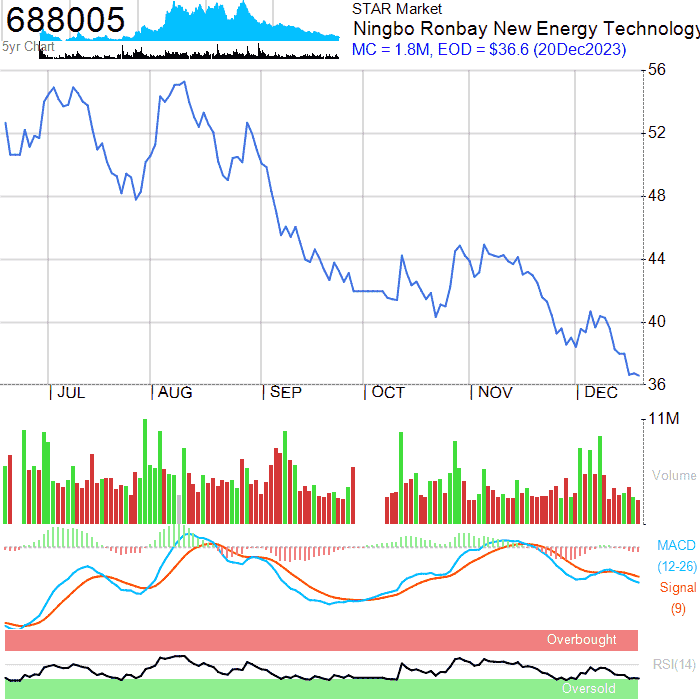 688005
5yr Chart
STAR Market
Ningbo Ronbay New Energy Technology
MC = 1.8M, EOD = $36.6 (20Dec2023)
56
52
48
44
40
36
JUL AUG SEP OCT NOV DEC
11M
Volume
MACD
(12-26)
Signal
(9)
Overbought
RSI(14)
Oversold